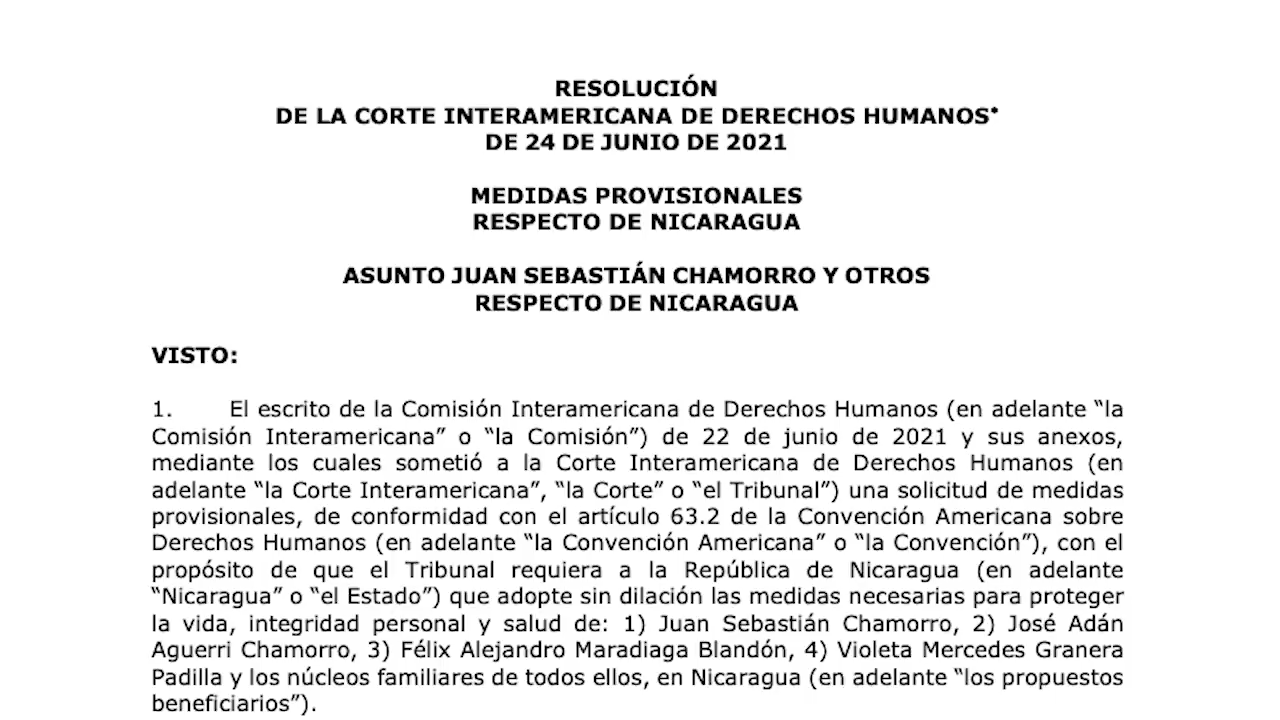 RESOLUCIÓN
DE LA CORTE INTERAMERICANA DE DERECHOS HUMANOS*
DE 24 DE JUNIO DE 2021
MEDIDAS PROVISIONALES
RESPECTO DE NICARAGUA
ASUNTO JUAN SEBASTIÁN CHAMORRO Y OTROS
RESPECTO DE NICARAGUA
VISTO:
1. El escrito de la Comisión Interamericana de Derechos Humanos (en adelante “la
Comisión Interamericana” o “la Comisión”) de 22 de junio de 2021 y sus anexos,
mediante los cuales sometió a la Corte Interamericana de Derechos Humanos (en
adelante “la Corte Interamericana”, “la Corte” o “el Tribunal”) una solicitud de medidas
provisionales, de conformidad con el artículo 63.2 de la Convención Americana sobre
Derechos Humanos (en adelante “la Convención Americana” o “la Convención”), con el
propósito de que el Tribunal requiera a la República de Nicaragua (en adelante
“Nicaragua” o “el Estado”) que adopte sin dilación las medidas necesarias para proteger
la vida, integridad personal y salud de: 1) Juan Sebastián Chamorro, 2) José Adán
Aguerri Chamorro, 3) Félix Alejandro Maradiaga Blandón, 4) Violeta Mercedes Granera
Padilla y los núcleos familiares de todos ellos, en Nicaragua (en adelante “los propuestos
beneficiarios”).